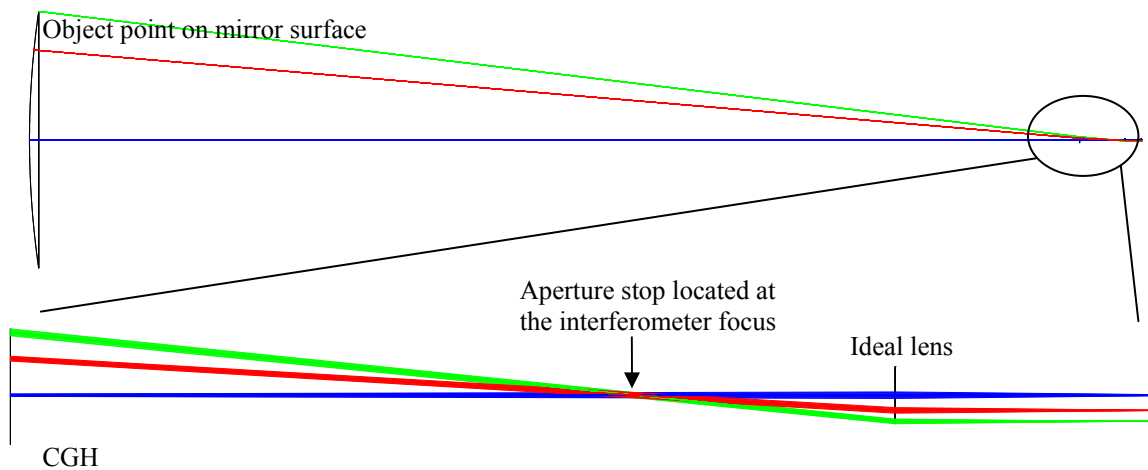 Object point on mirror surface
Aperture stop located at
the interferometer focus
Ideal lens
CGH